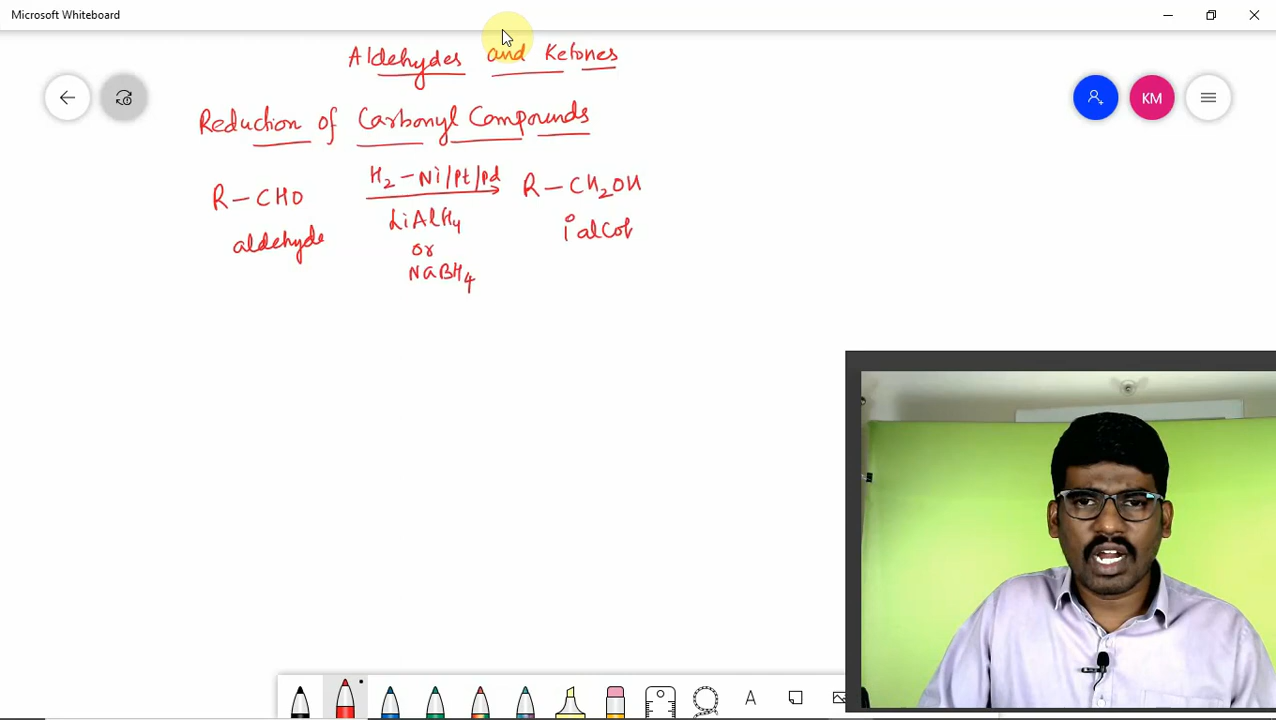 Microsoft Whiteboard
Aldehydes and Ketones
KM
Reduction of Carbonyl Compounds
R-CHO H₂-Ni/Pt/Pd R-CH₂OH
aldehyde LiAlH₄ 1° alcoh
or
NaBH₄
A